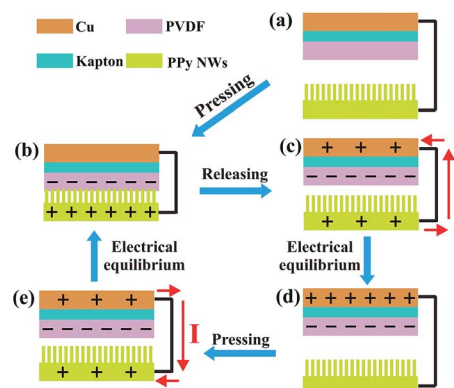 Cu
PVDF
Kapton
PPy NWs
(a)
Pressing
(b)
Releasing
(c)
+ + +
− − − − − −
+ + + + + +
− − − − − −
+ + +
Electrical
equilibrium
Electrical
equilibrium
(e)
+ + +
− − − − − −
+ + +
I
Pressing
(d)
+ + + + + +
− − − − − −